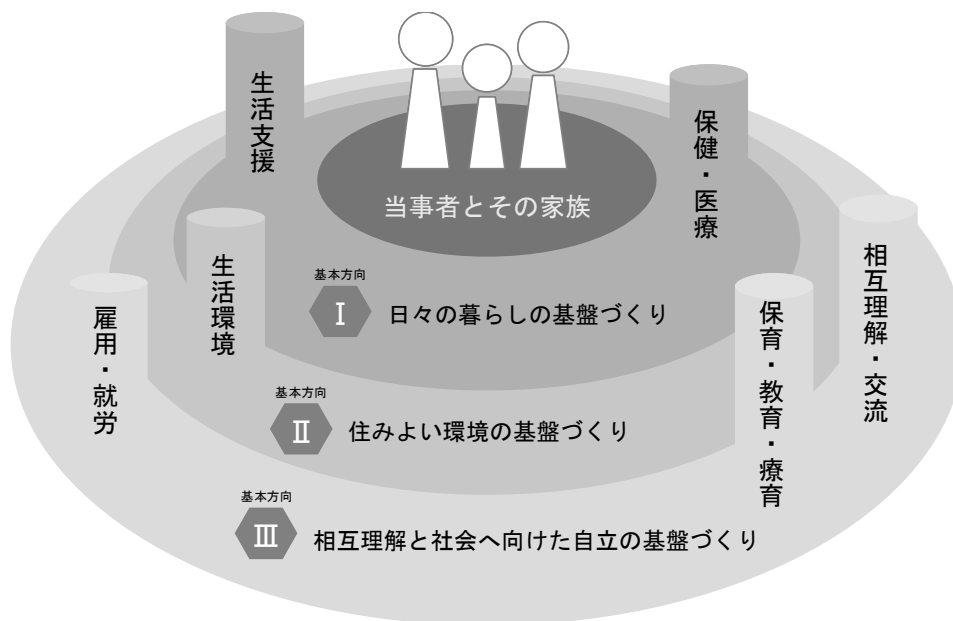 生活支援
保健・医療
当事者とその家族
生活環境
相互理解・交流
雇用・就労
保育・教育・療育
基本方向
Ⅰ 日々の暮らしの基盤づくり
基本方向
Ⅱ 住みよい環境の基盤づくり
基本方向
Ⅲ 相互理解と社会へ向けた自立の基盤づくり